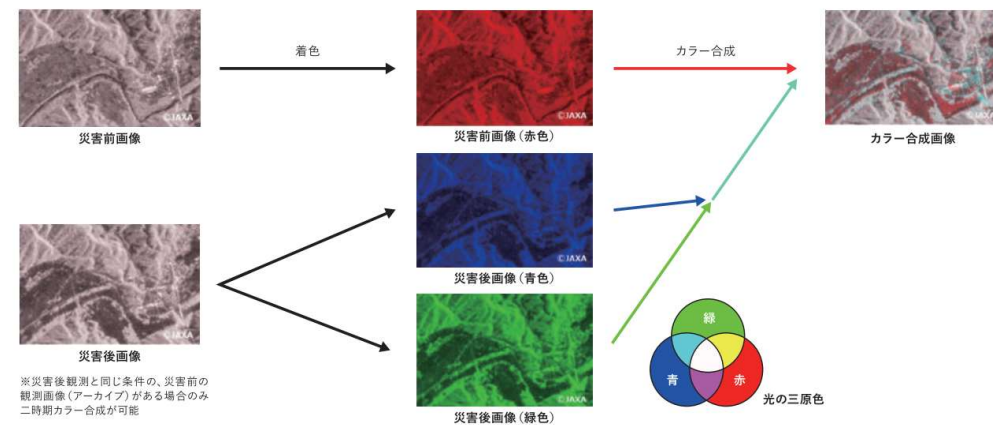 着色
カラー合成
©JAXA
災害前画像
©JAXA
災害前画像(赤色)
©JAXA
カラー合成画像
©JAXA
災害後画像(青色)
©JAXA
災害後画像
©JAXA
災害後画像(緑色)
緑
青
赤
光の三原色
※災害後観測と同じ条件の、災害前の
観測画像(アーカイブ)がある場合のみ
二時期カラー合成が可能